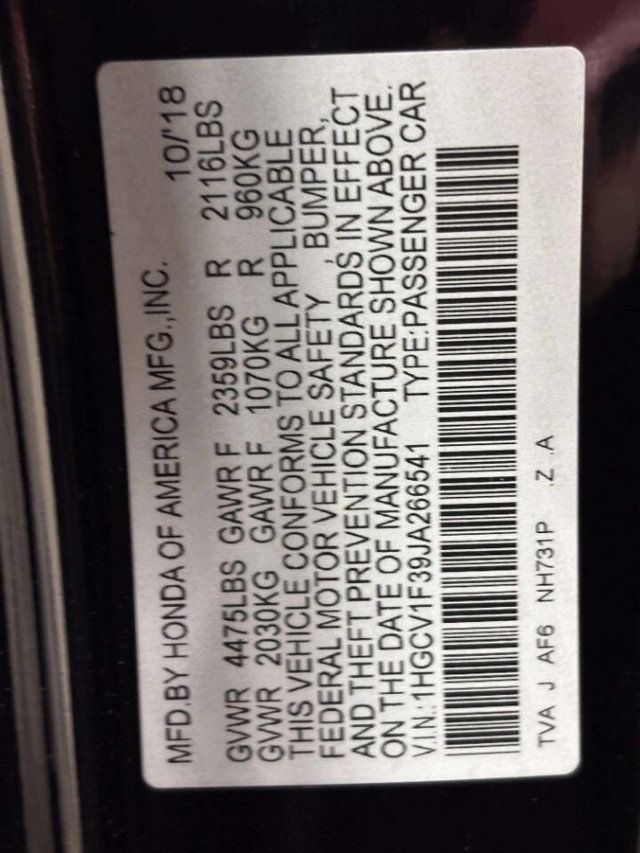 MFD.BY HONDA OF AMERICA MFG.,INC. 10/'18
GVWR 4475LBS GAWR F 2359LBS R 2116LBS
GVWR 2030KG GAWR F 1070KG R 960KG
THIS VEHICLE CONFORMS TO ALL APPLICABLE
FEDERAL MOTOR VEHICLE SAFETY , BUMPER,
AND THEFT PREVENTION STANDARDS IN EFFECT
ON THE DATE OF MANUFACTURE SHOWN ABOVE.
V.I.N.:1HGCV1F39JA266541 TYPE:PASSENGER CAR
TVA J AF6 NH731P .Z .A